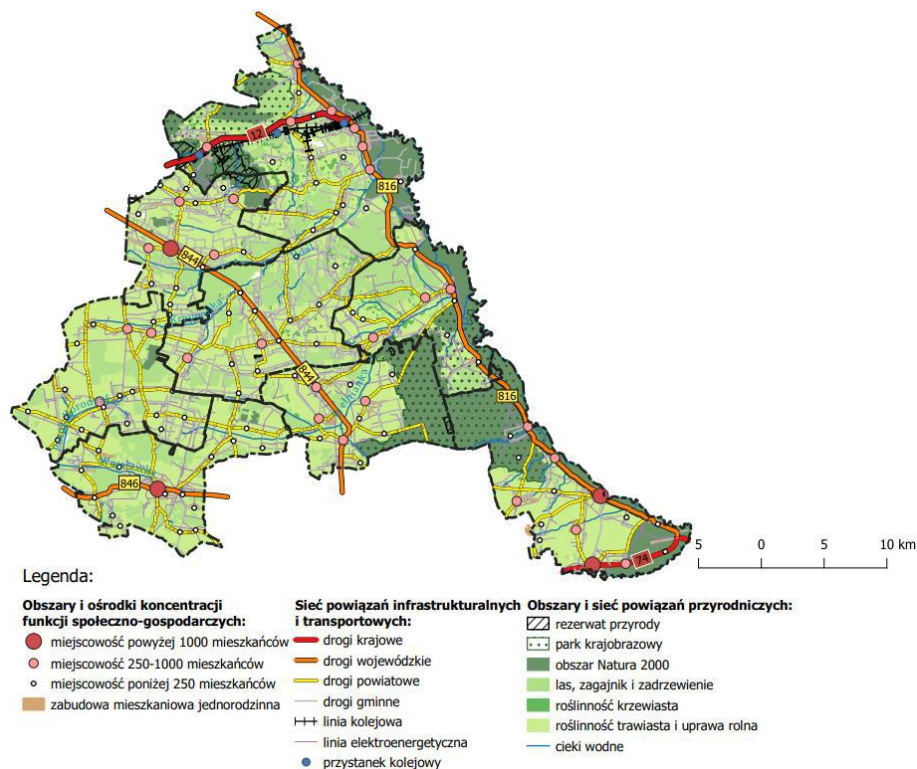 12
816
844
844
816
846
74
5 0 5 10 km
Legenda:
Obszary i ośrodki koncentracji
funkcji społeczno-gospodarczych:
miejscowość powyżej 1000 mieszkańców
miejscowość 250-1000 mieszkańców
miejscowość poniżej 250 mieszkańców
zabudowa mieszkaniowa jednorodzinna
Sieć powiązań infrastrukturalnych
i transportowych:
drogi krajowe
drogi wojewódzkie
drogi powiatowe
drogi gminne
linia kolejowa
linia elektroenergetyczna
przystanek kolejowy
Obszary i sieć powiązań przyrodniczych:
rezerwat przyrody
park krajobrazowy
obszar Natura 2000
las, zagajnik i zadrzewienie
roślinność krzewiasta
roślinność trawiasta i uprawa rolna
cieki wodne